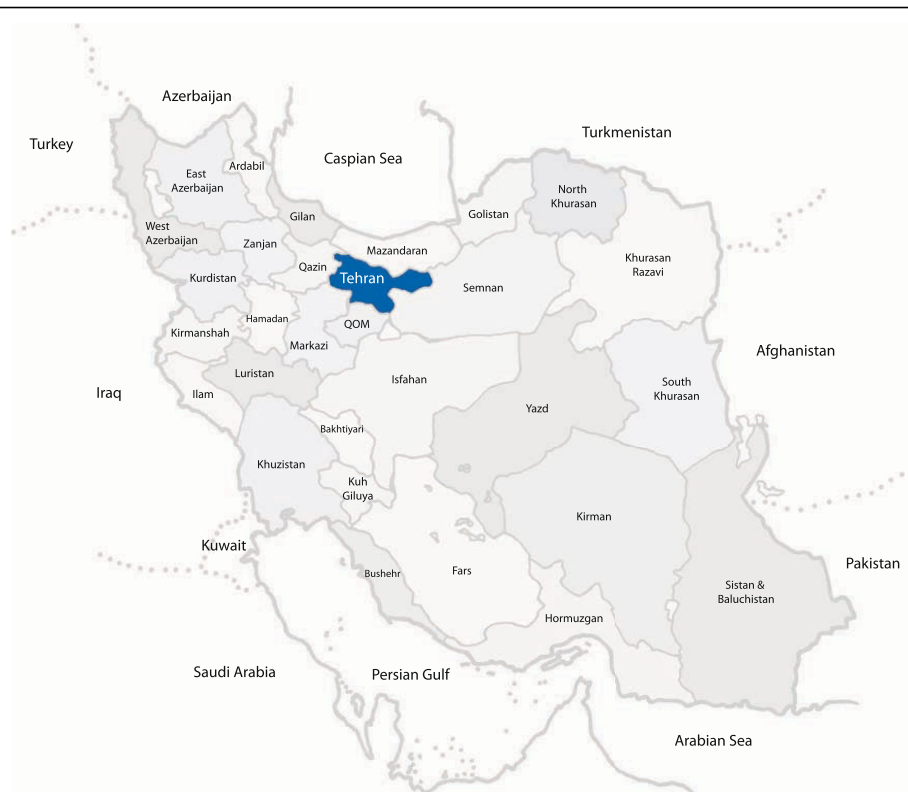 Azerbaijan
Turkey
Turkmenistan
Caspian Sea
Ardabil
East
Azerbaijan
North
Khurasan
Golistan
Gilan
West
Azerbaijan
Zanjan
Mazandaran
Khurasan
Razavi
Qazin
Tehran
Kurdistan
Semnan
Hamadan
QOM
Kirmanshah
Markazi
Afghanistan
Luristan
Isfahan
South
Khurasan
Iraq
Ilam
Yazd
Bakhtiyari
Khuzistan
Kuh
Giluya
Kirman
Kuwait
Pakistan
Bushehr
Fars
Sistan &
Baluchistan
Hormuzgan
Saudi Arabia
Persian Gulf
Arabian Sea